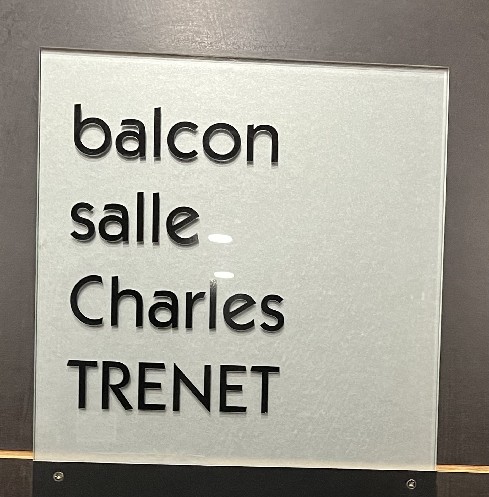 balcon
salle
Charles
TRENET